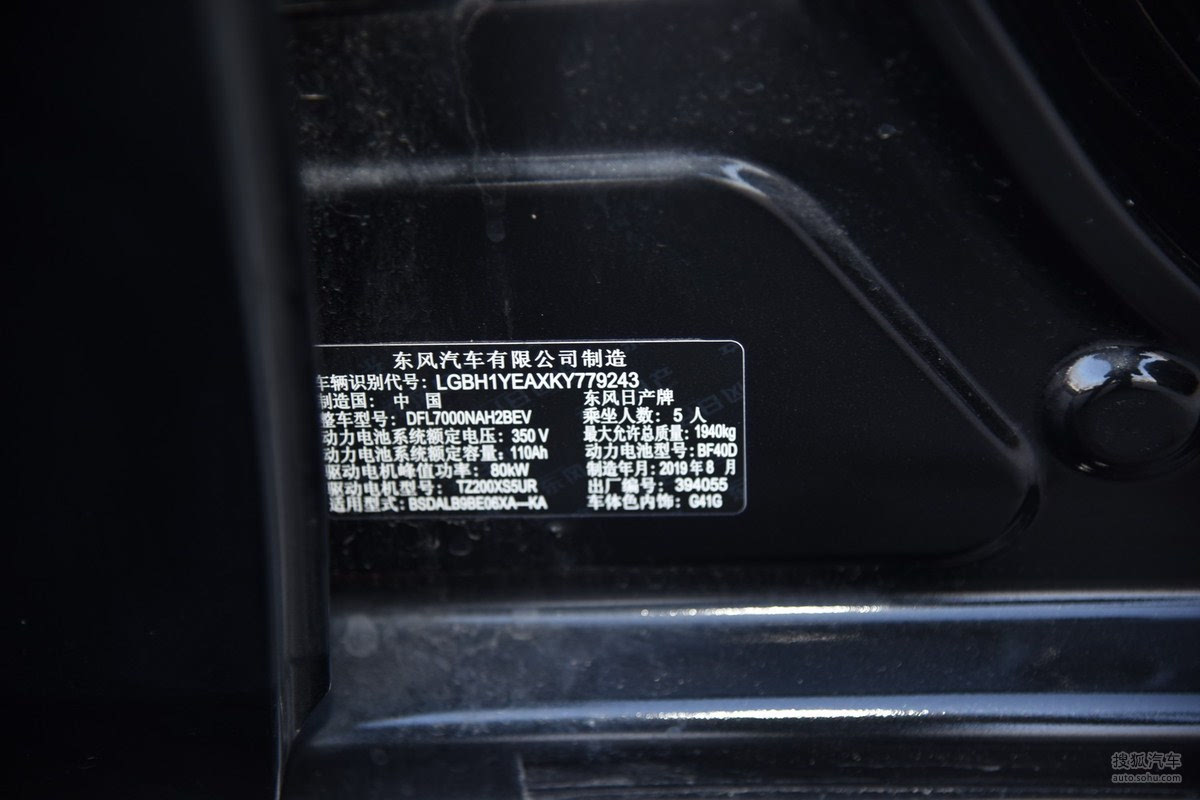 东风汽车有限公司制造
车辆识别代号: LGBH1YEAXKY779243
制造国: 中 国 东风日产牌
整车型号: DFL7000NAH2BEV 乘坐人数: 5 人
动力电池系统额定电压: 350 V 最大允许总质量: 1940kg
动力电池系统额定容量: 110Ah 动力电池型号: BF40D
驱动电机峰值功率: 80kW 制造年月: 2019 年 8 月
驱动电机型号: TZ200XS5UR 出厂编号: 394055
适用型式: BSDALB9BE06XA—KA 车体色内饰: G41G
搜狐汽车
auto.sohu.com